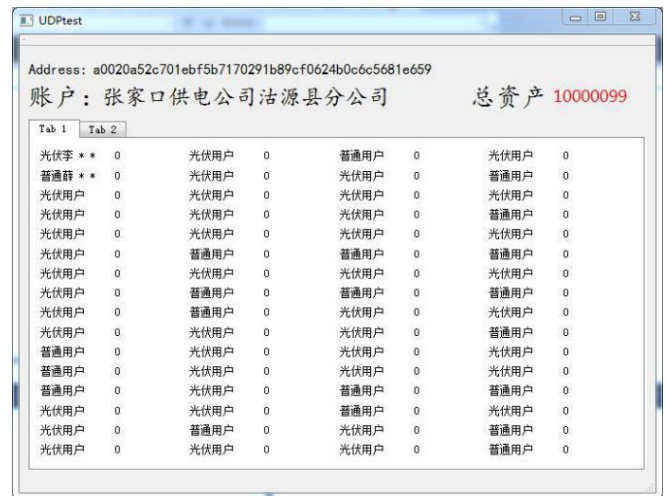 UDPtest
Address: a0020a52c701ebf5b7170291b89cf0624b0c6c5681e659
账户：张家口供电公司沽源县分公司 总资产 10000099
Tab 1 Tab 2
光伏李 * * 0 光伏用户 0 普通用户 0 光伏用户 0
普通薛 * * 0 光伏用户 0 光伏用户 0 普通用户 0
光伏用户 0 光伏用户 0 光伏用户 0 光伏用户 0
光伏用户 0 光伏用户 0 光伏用户 0 普通用户 0
光伏用户 0 光伏用户 0 光伏用户 0 光伏用户 0
光伏用户 0 普通用户 0 普通用户 0 普通用户 0
光伏用户 0 光伏用户 0 光伏用户 0 普通用户 0
光伏用户 0 普通用户 0 普通用户 0 普通用户 0
光伏用户 0 普通用户 0 光伏用户 0 光伏用户 0
光伏用户 0 光伏用户 0 光伏用户 0 普通用户 0
普通用户 0 光伏用户 0 光伏用户 0 光伏用户 0
普通用户 0 光伏用户 0 光伏用户 0 普通用户 0
普通用户 0 光伏用户 0 普通用户 0 普通用户 0
光伏用户 0 光伏用户 0 普通用户 0 光伏用户 0
光伏用户 0 普通用户 0 光伏用户 0 普通用户 0
光伏用户 0 光伏用户 0 光伏用户 0 普通用户 0